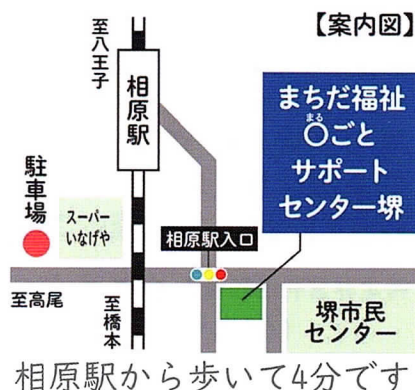 【案内図】
至八王子
相原駅
まちだ福祉
まる
〇ごと
サポート
センター堺
駐車場
スーパー
いなげや
相原駅入口
至高尾
至橋本
堺市民
センター
相原駅から歩いて4分です